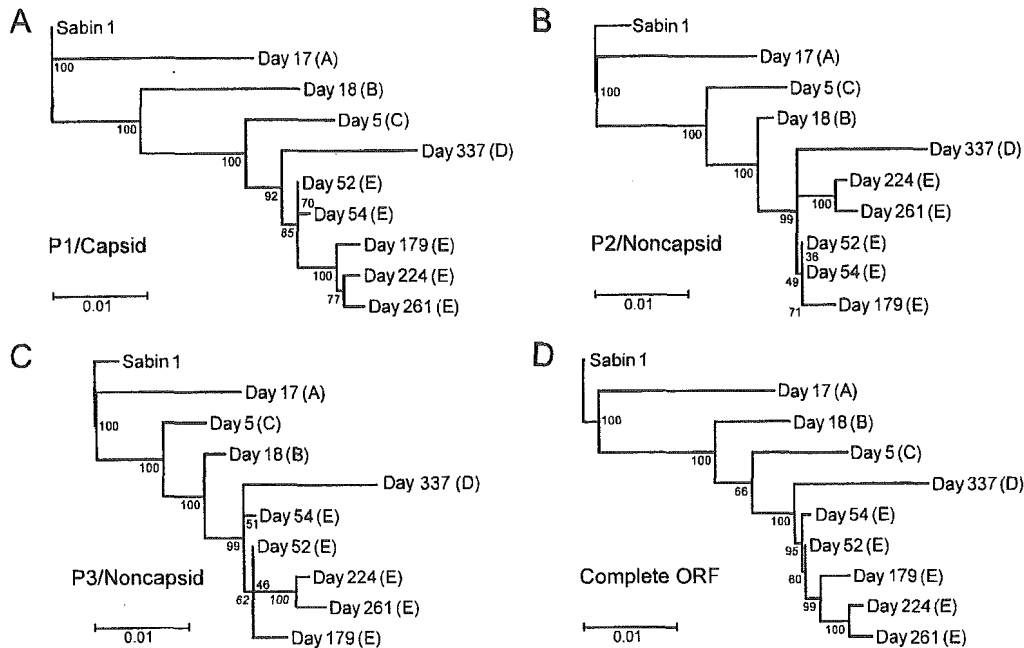 A
Sabin 1
Day 17 (A)
100
Day 18 (B)
100
Day 5 (C)
100
Day 337 (D)
92
Day 52 (E)
70
Day 54 (E)
85
Day 179 (E)
100
Day 224 (E)
77
Day 261 (E)
P1/Capsid
0.01
B
Sabin 1
Day 17 (A)
100
Day 5 (C)
100
Day 18 (B)
100
Day 337 (D)
Day 224 (E)
100
99
Day 261 (E)
Day 52 (E)
36
Day 54 (E)
49
71
Day 179 (E)
P2/Noncapsid
0.01
C
Sabin 1
Day 17 (A)
100
Day 5 (C)
100
Day 18 (B)
100
Day 337 (D)
Day 54 (E)
51
99
Day 52 (E)
46
Day 224 (E)
62
100
Day 261 (E)
Day 179 (E)
P3/Noncapsid
0.01
D
Sabin 1
Day 17 (A)
100
Day 18 (B)
100
Day 5 (C)
66
Day 337 (D)
100
Day 54 (E)
95
Day 52 (E)
80
Day 179 (E)
99
Day 224 (E)
100
Day 261 (E)
Complete ORF
0.01